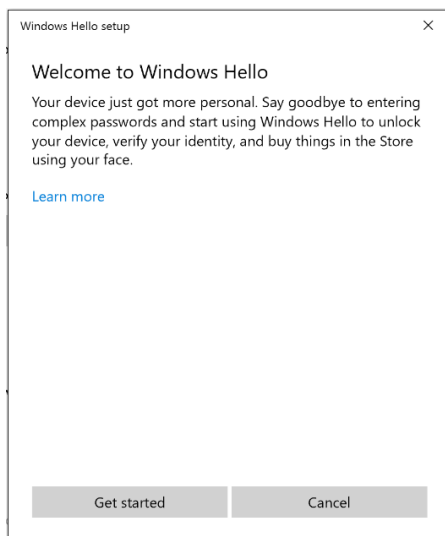 Windows Hello setup
Welcome to Windows Hello
Your device just got more personal. Say goodbye to entering
complex passwords and start using Windows Hello to unlock
your device, verify your identity, and buy things in the Store
using your face.
Learn more
Get started
Cancel